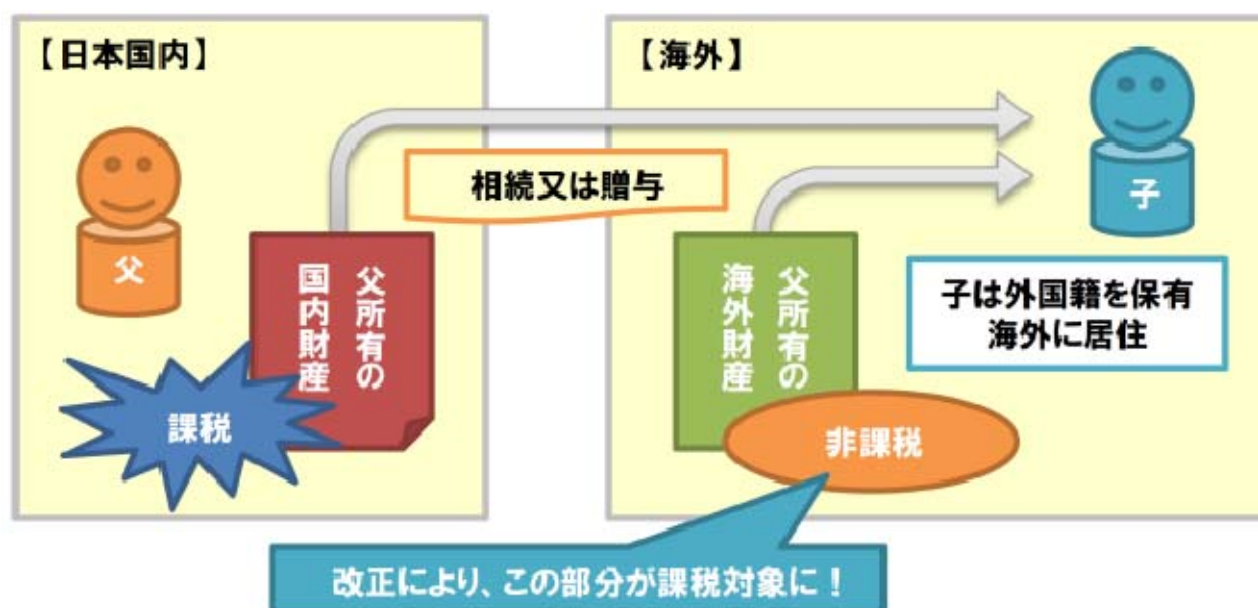 【日本国内】
【海外】
父
子
相続又は贈与
父所有の
国内財産
父所有の
海外財産
子は外国籍を保有
海外に居住
課税
非課税
改正により、この部分が課税対象に！